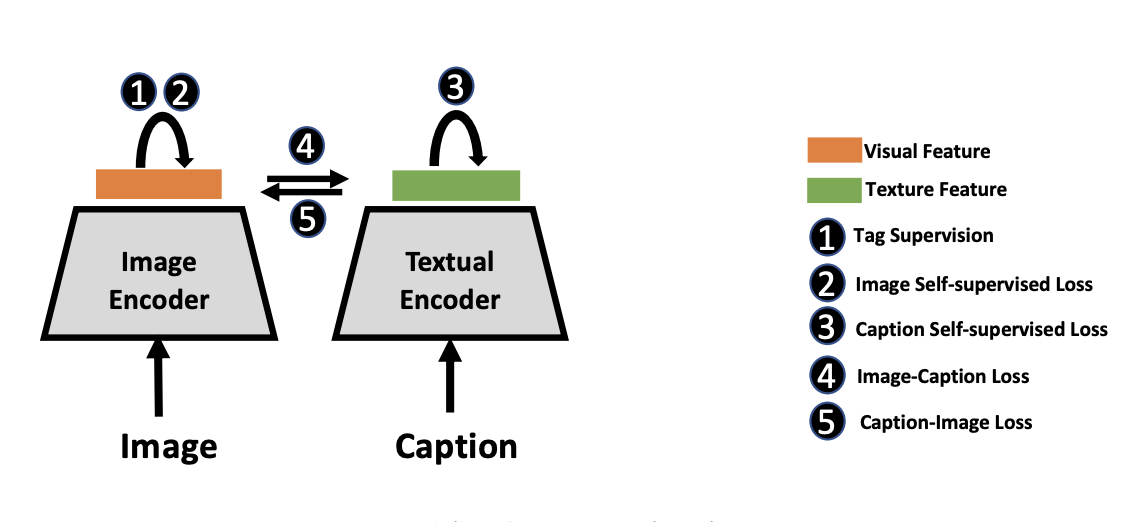 1 2
3
4
5
Image
Encoder
Textual
Encoder
Image
Caption
Visual Feature
Texture Feature
1 Tag Supervision
2 Image Self-supervised Loss
3 Caption Self-supervised Loss
4 Image-Caption Loss
5 Caption-Image Loss